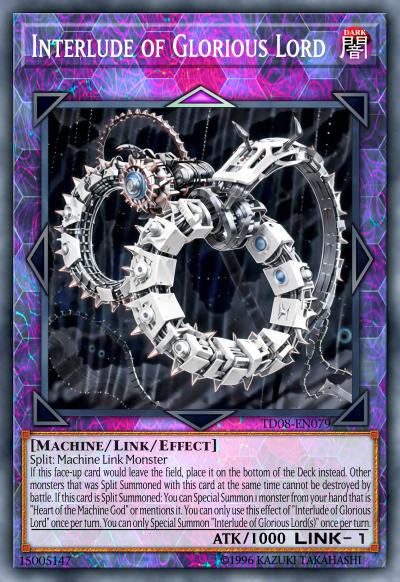 INTERLUDE OF GLORIOUS LORD
DARK
闇
TD08-EN079
[MACHINE/LINK/EFFECT]
Split: Machine Link Monster
If this face-up card would leave the field, place it on the bottom of the Deck instead. Other
monsters that was Split Summoned with this card at the same time cannot be destroyed by
battle. If this card is Split Summoned: You can Special Summon 1 monster from your hand that is
"Heart of the Machine God" or mentions it. You can only use this effect of "Interlude of Glorious
Lord" once per turn. You can only Special Summon "Interlude of Glorious Lord(s)" once per turn.
ATK/1000 LINK-1
15005147
©1996 KAZUKI TAKAHASHI